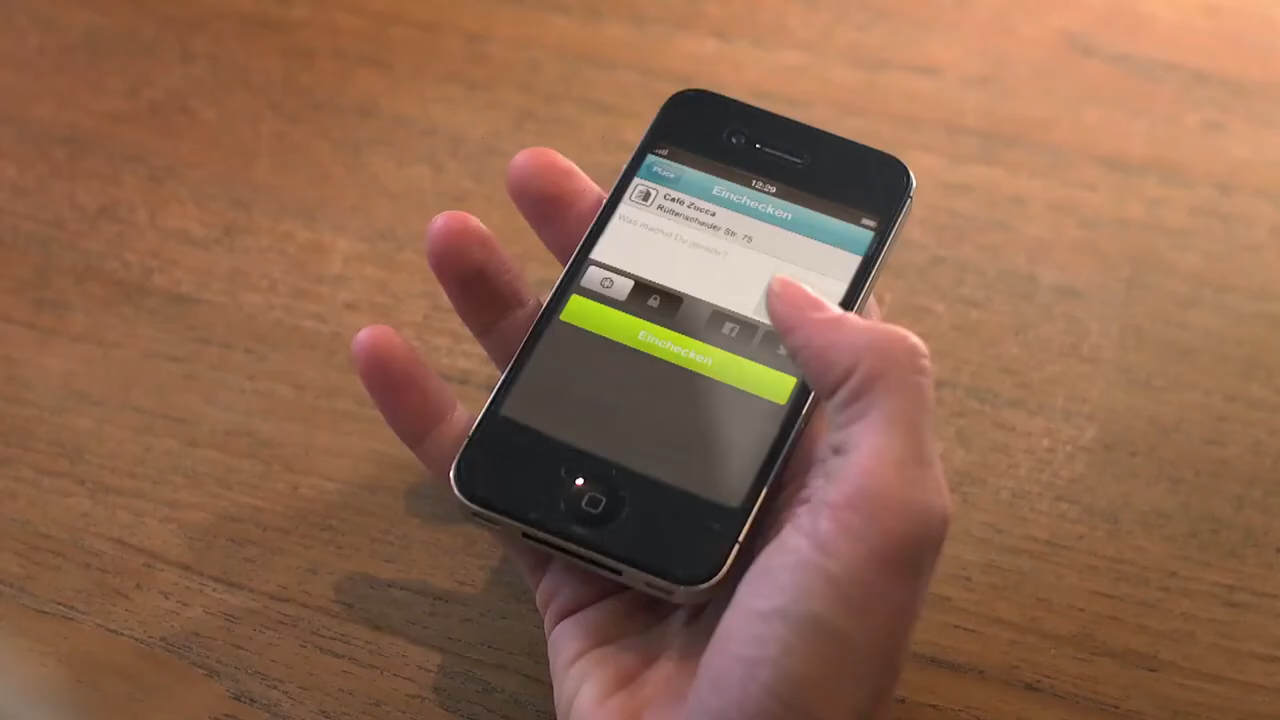 12:29
Place
Einchecken
Café Zucca
Rüttenscheider Str. 75
Was machst Du gerade?
Einchecken